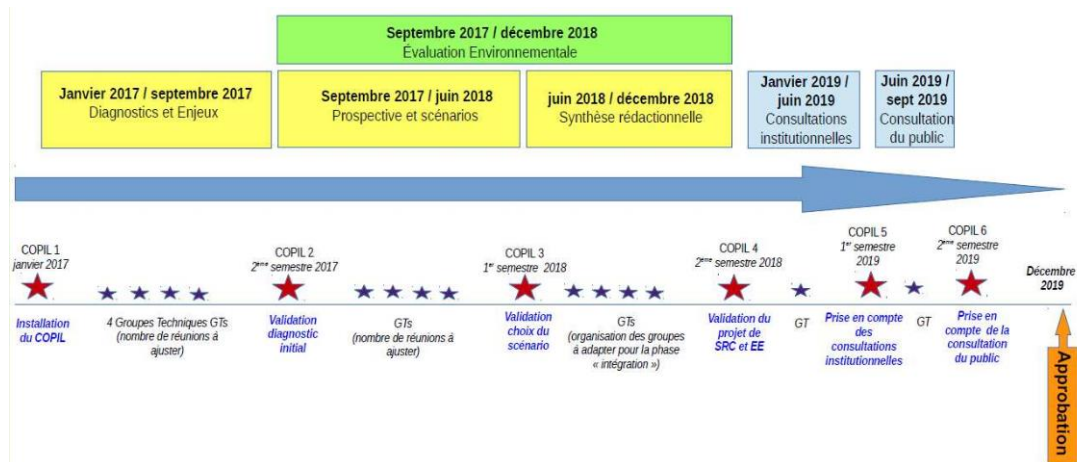 Septembre 2017 / décembre 2018
Évaluation Environnementale
Janvier 2017 / septembre 2017
Diagnostics et Enjeux
Septembre 2017 / juin 2018
Prospective et scénarios
juin 2018 / décembre 2018
Synthèse rédactionnelle
Janvier 2019 /
juin 2019
Consultations
institutionnelles
Juin 2019 /
sept 2019
Consultation
du public
COPIL 1
janvier 2017
COPIL 2
2ème semestre 2017
COPIL 3
1er semestre 2018
COPIL 4
2ème semestre 2018
COPIL 5
1er semestre
2019
COPIL 6
2ème semestre
2019
Décembre
2019
Installation
du COPIL
4 Groupes Techniques GTs
(nombre de réunions à
ajuster)
Validation
diagnostic
initial
GTs
(nombre de réunions à
ajuster)
Validation
choix du
scénario
GTs
(organisation des groupes
à adapter pour la phase
« intégration »)
Validation du
projet de
SRC et EE
GT
Prise en compte
des
consultations
institutionnelles
GT
Prise en
compte de la
consultation
du public
Approbation